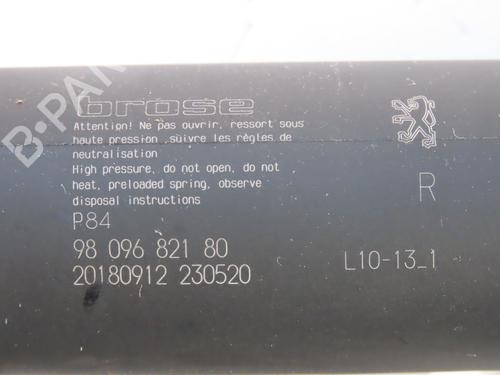 brose
Attention! Ne pas ouvrir, ressort sous
haute pression ,suivre les règles de
neutralisation
High pressure, do not open, do not
heat, preloaded spring, observe
disposal instructions
P84
98 096 821 80
20180912 230520
R
L10-13_1
B-PARTS